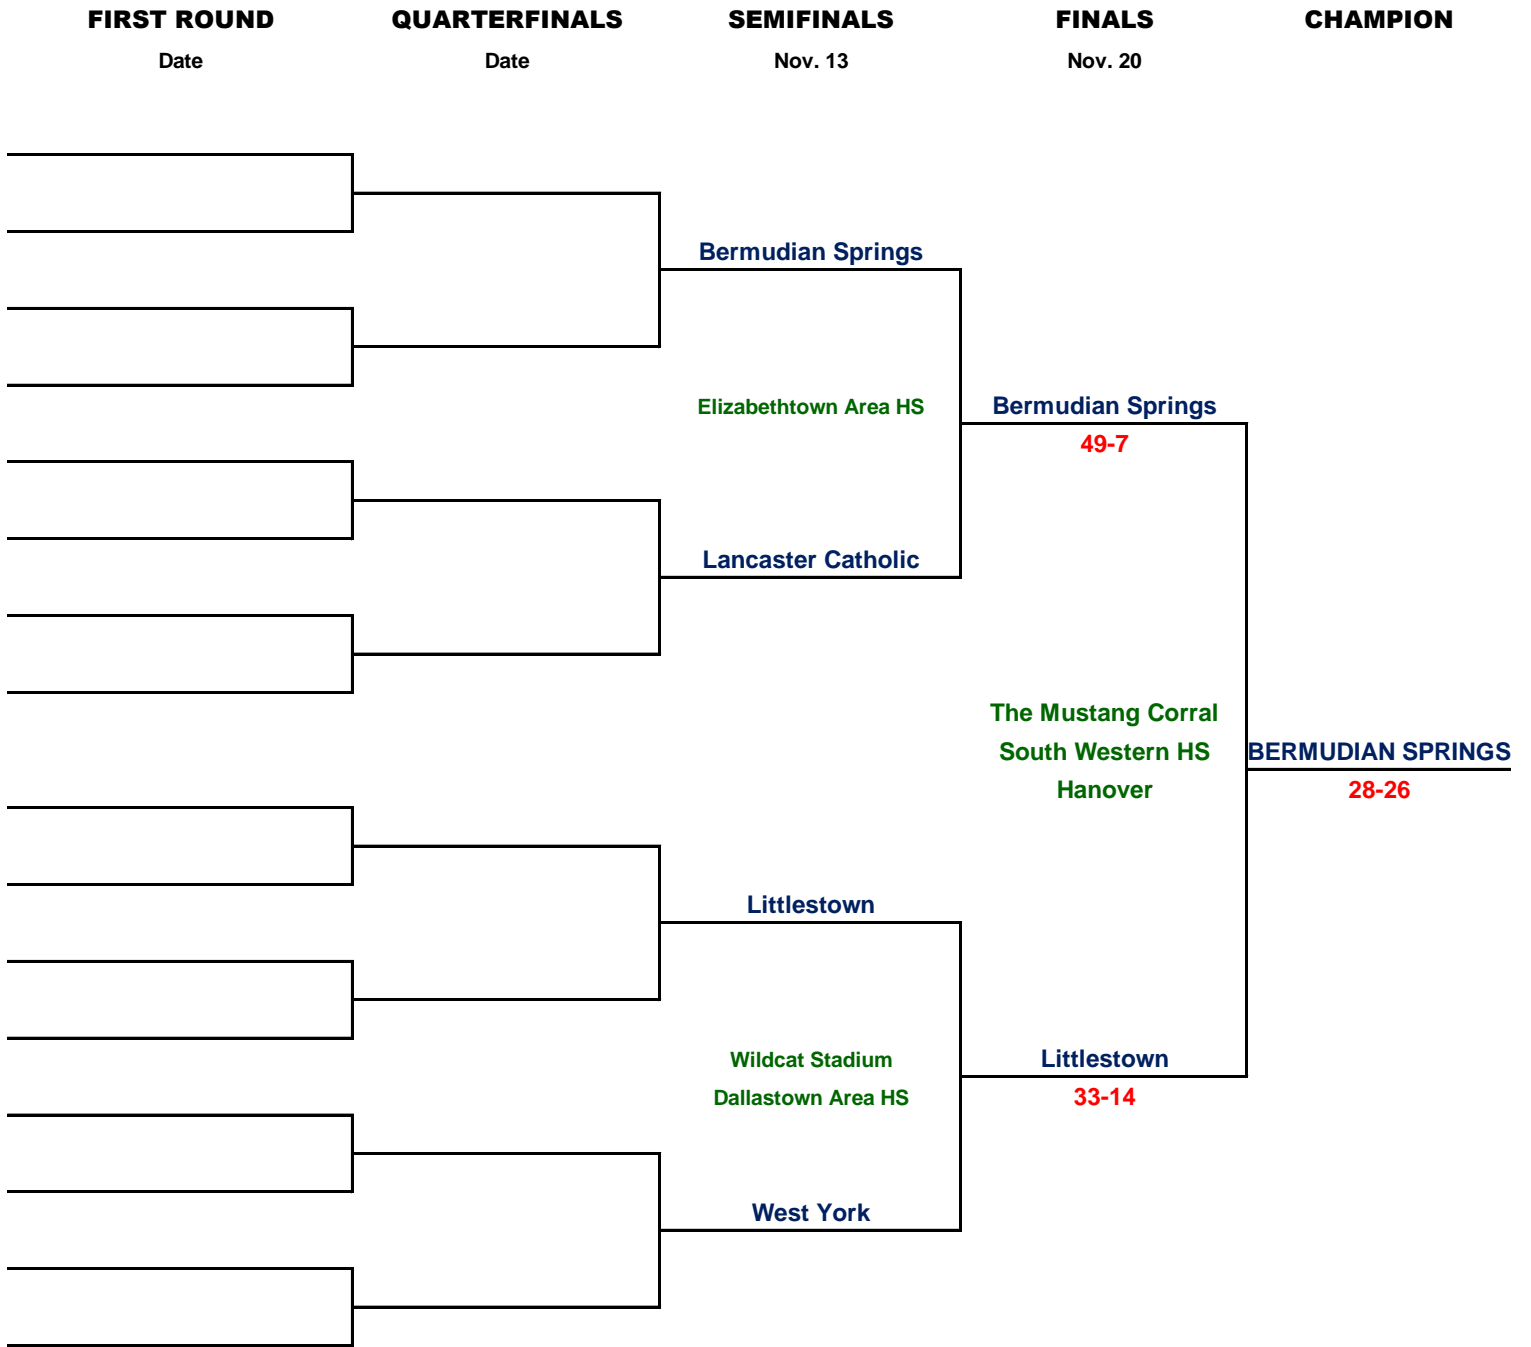 FIRST ROUND QUARTERFINALS SEMIFINALS FINALS CHAMPION
Date Date Nov. 13 Nov. 20
Bermudian Springs
Elizabethtown Area HS Bermudian Springs
49-7
Lancaster Catholic
The Mustang Corral
South Western HS BERMUDIAN SPRINGS
Hanover 28-26
Littlestown
Wildcat Stadium Littlestown
Dallastown Area HS 33-14
West York